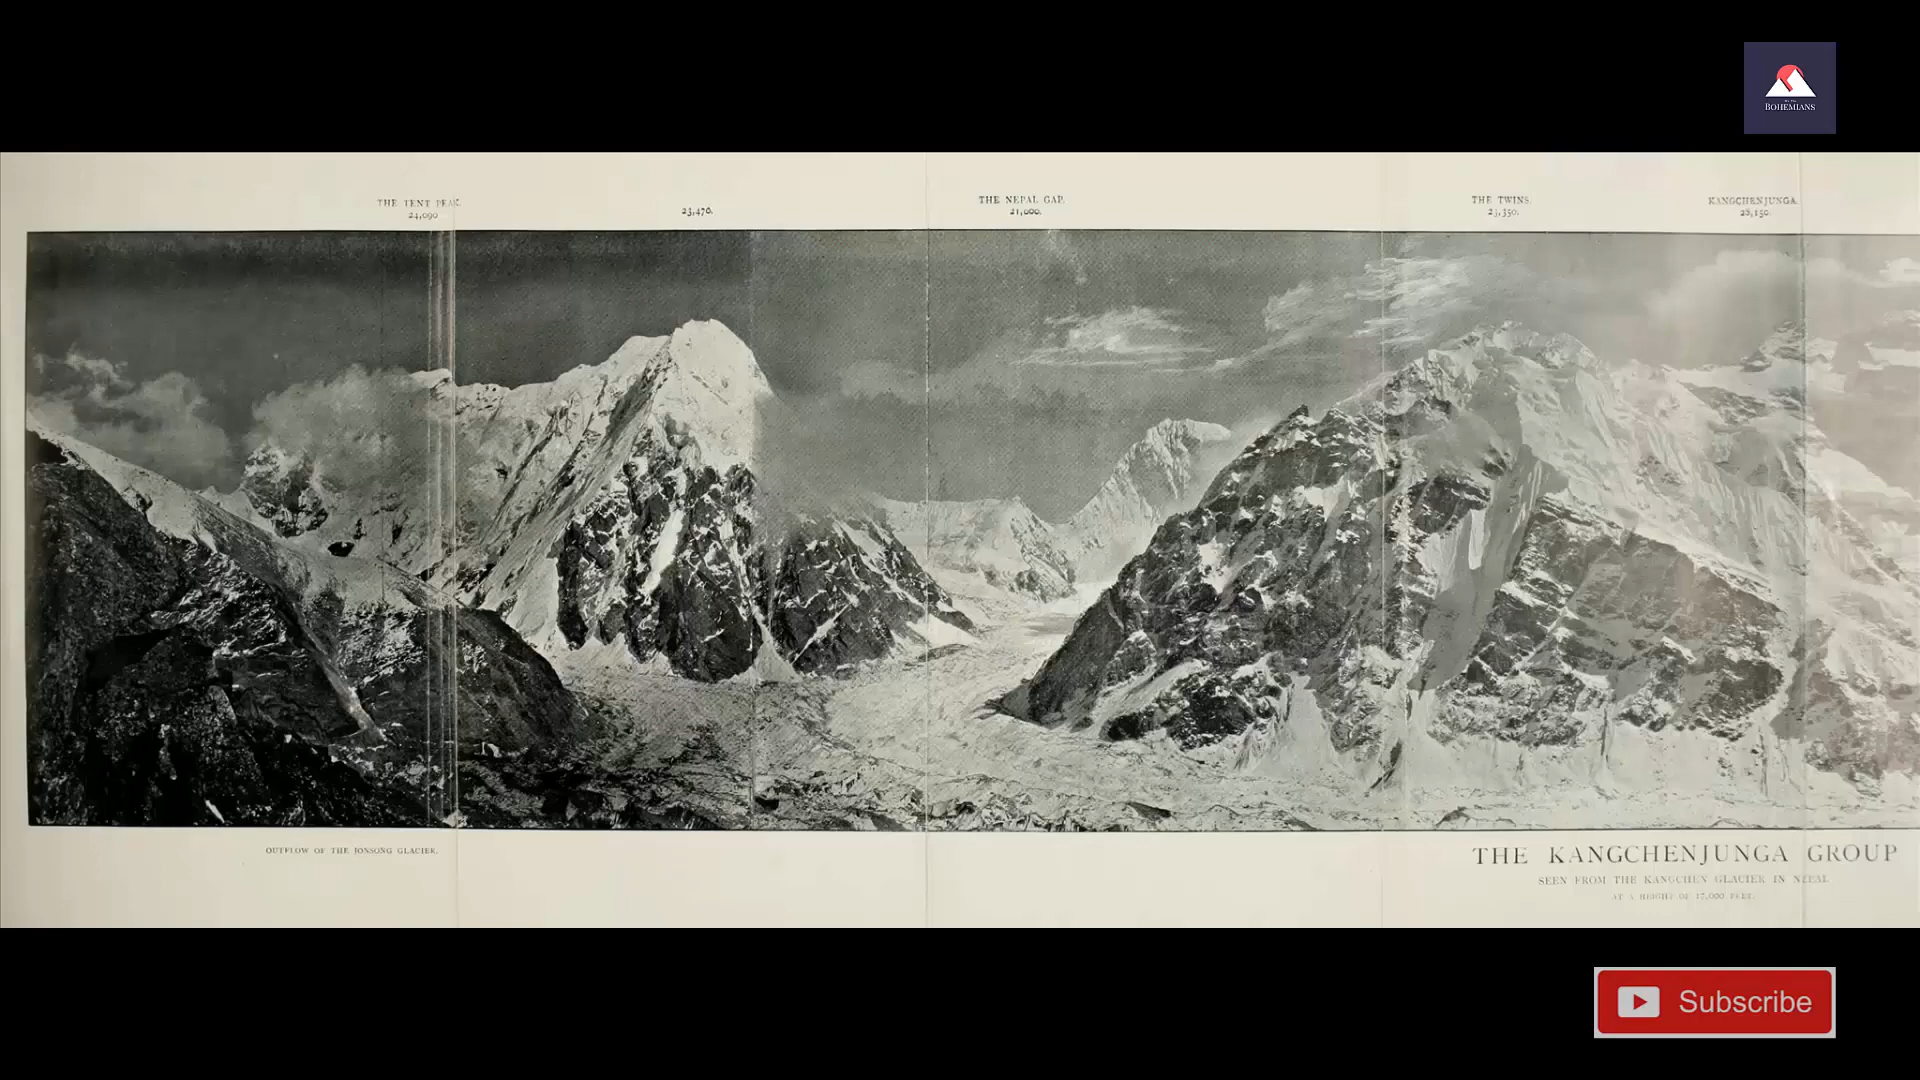 BOHEMIANS
THE TENT PEAK.
24,090
23,476.
THE NEPAL GAP.
21,000.
THE TWINS.
23,350.
KANGCHENJUNGA.
28,150.
OUTFLOW OF THE JONSONG GLACIER.
THE KANGCHENJUNGA GROUP
SEEN FROM THE KANGCHEN GLACIER IN NEPAL
AT A HEIGHT OF 17,000 FEET.
Subscribe